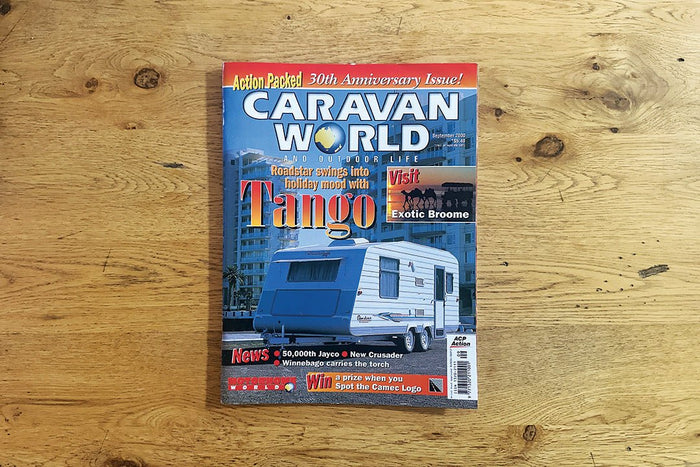 Action Packed 30th Anniversary Issue!
CARAVAN
WORLD
September 2000
AND OUTDOOR LIFE
Roadstar swings into
holiday mood with
Tango
Visit
Exotic Broome
News • 50,000th Jayco • New Crusader
• Winnebago carries the torch
ACP
Action
WORLD
Win a prize when you
Spot the Camec Logo